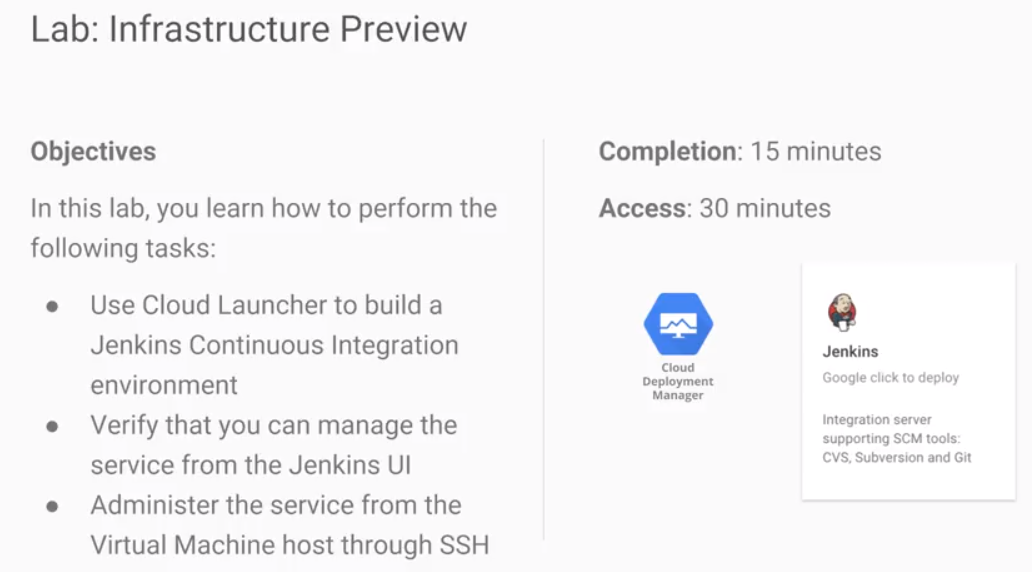 Lab: Infrastructure Preview
Objectives
In this lab, you learn how to perform the
following tasks:
● Use Cloud Launcher to build a
Jenkins Continuous Integration
environment
● Verify that you can manage the
service from the Jenkins UI
● Administer the service from the
Virtual Machine host through SSH
Completion: 15 minutes
Access: 30 minutes
Cloud
Deployment
Manager
Jenkins
Google click to deploy
Integration server
supporting SCM tools:
CVS, Subversion and Git